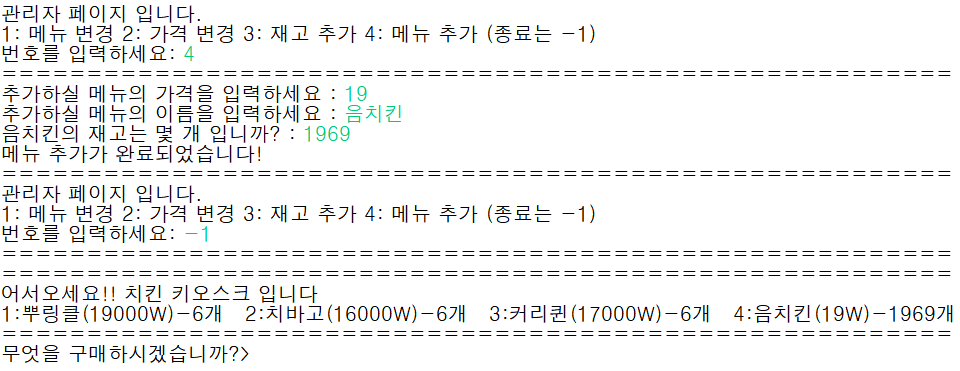 관리자 페이지 입니다.
1: 메뉴 변경 2: 가격 변경 3: 재고 추가 4: 메뉴 추가 (종료는 -1)
번호를 입력하세요: 4
========================================================
추가하실 메뉴의 가격을 입력하세요 : 19
추가하실 메뉴의 이름을 입력하세요 : 음치킨
음치킨의 재고는 몇 개 입니까? : 1969
메뉴 추가가 완료되었습니다!
========================================================
관리자 페이지 입니다.
1: 메뉴 변경 2: 가격 변경 3: 재고 추가 4: 메뉴 추가 (종료는 -1)
번호를 입력하세요: -1
========================================================
========================================================
어서오세요!! 치킨 키오스크 입니다
1:뿌링클(19000W)-6개  2:치바고(16000W)-6개  3:커리퀸(17000W)-6개  4:음치킨(19W)-1969개
========================================================
무엇을 구매하시겠습니까?>